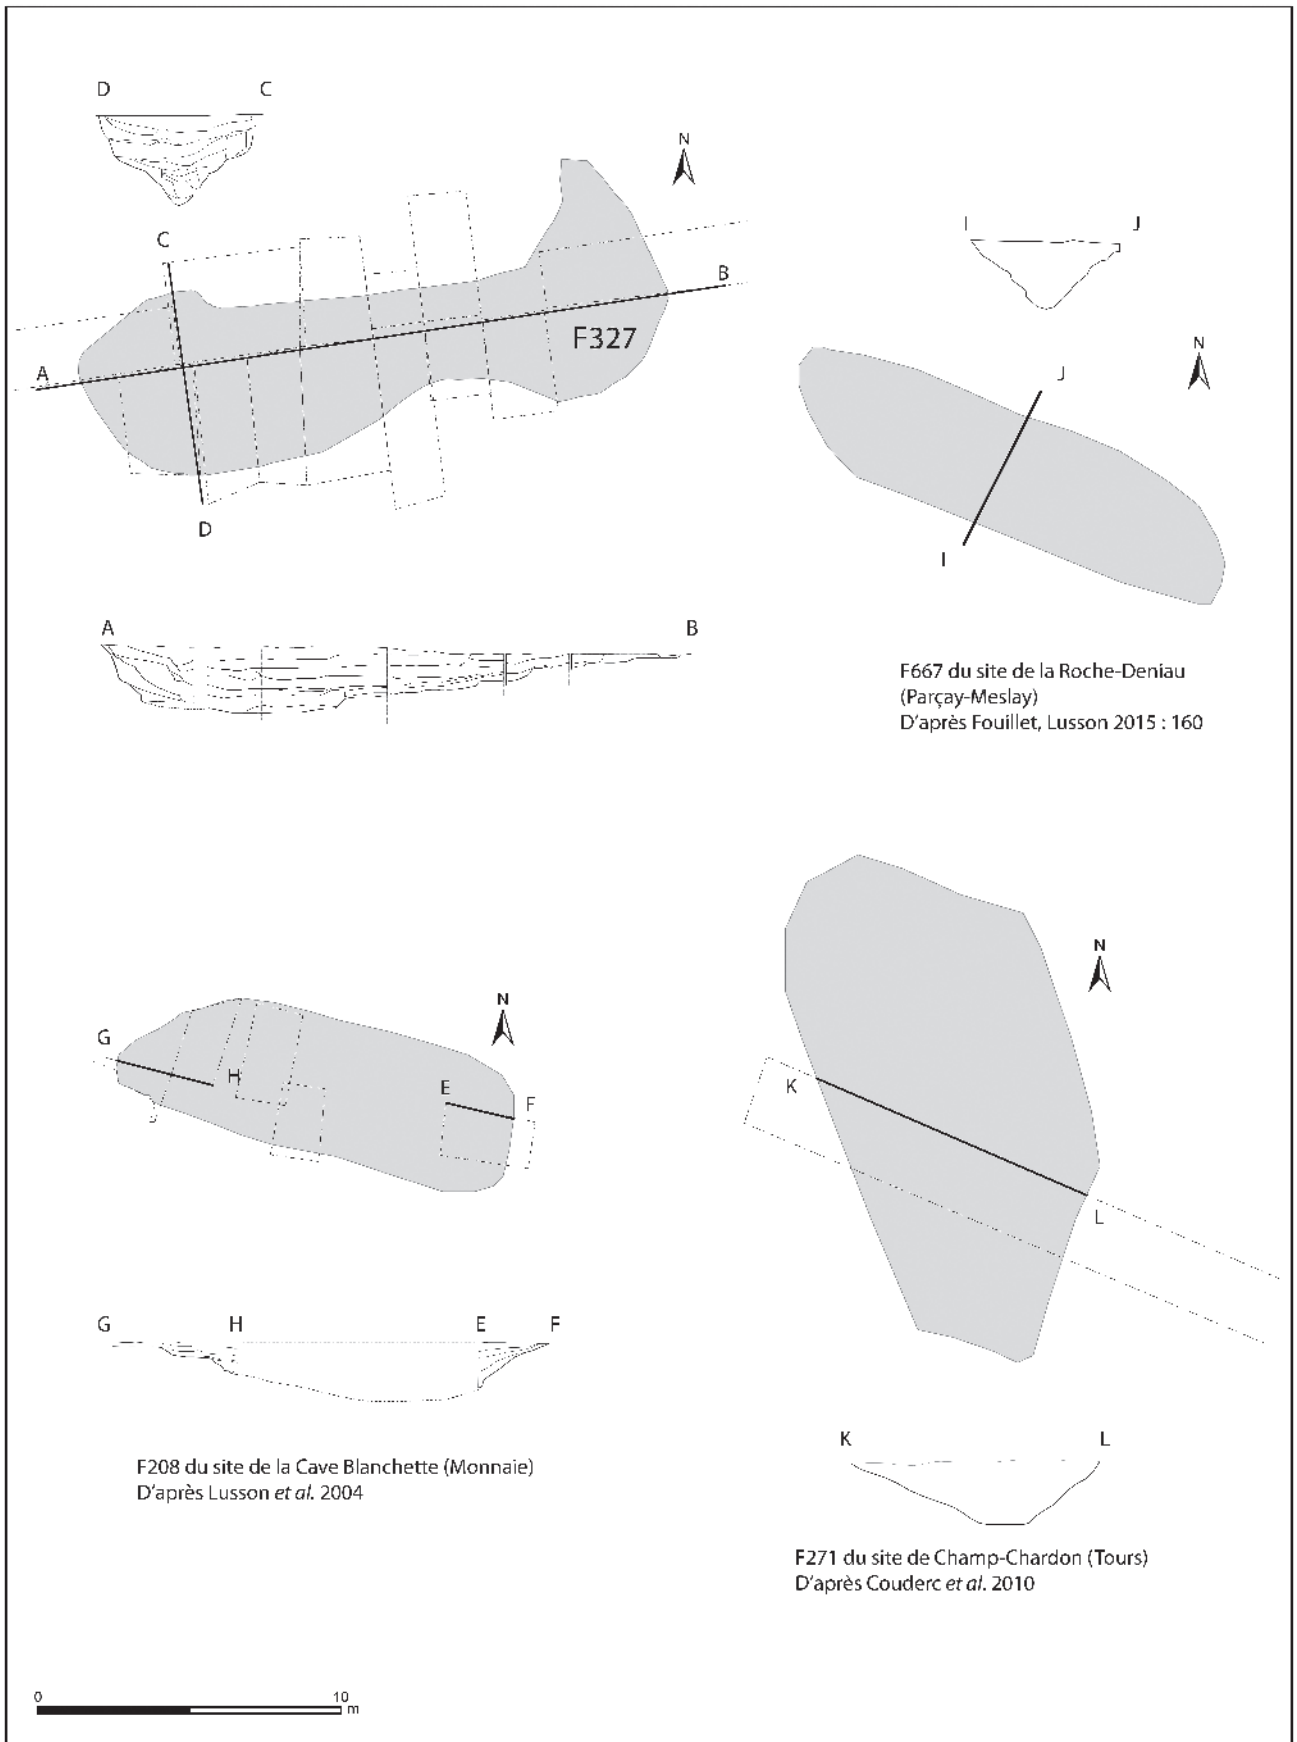 D C
N
C
I J
B
F327
A
N
J
D
I
A B
F667 du site de la Roche-Deniau
(Parçay-Meslay)
D'après Fouillet, Lusson 2015 : 160
N
N
G
H
E
F
K
L
G H E F
K L
F208 du site de la Cave Blanchette (Monnaie)
D'après Lusson et al. 2004
F271 du site de Champ-Chardon (Tours)
D'après Couderc et al. 2010
0 10
m